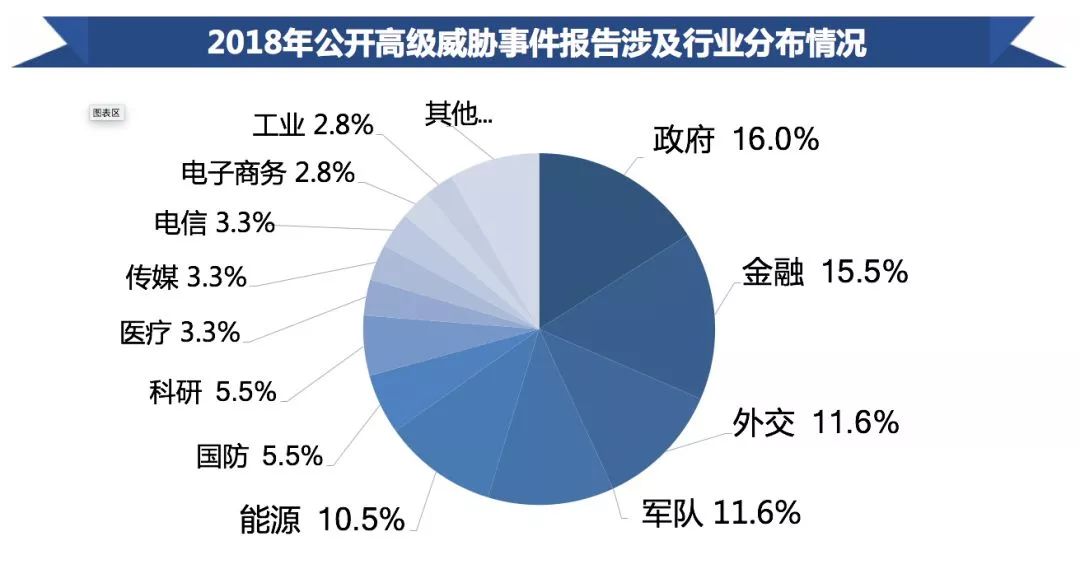 2018年公开高级威胁事件报告涉及行业分布情况
图表区
其他...
工业 2.8%
政府 16.0%
电子商务 2.8%
电信 3.3%
金融 15.5%
传媒 3.3%
医疗 3.3%
科研 5.5%
外交 11.6%
国防 5.5%
军队 11.6%
能源 10.5%